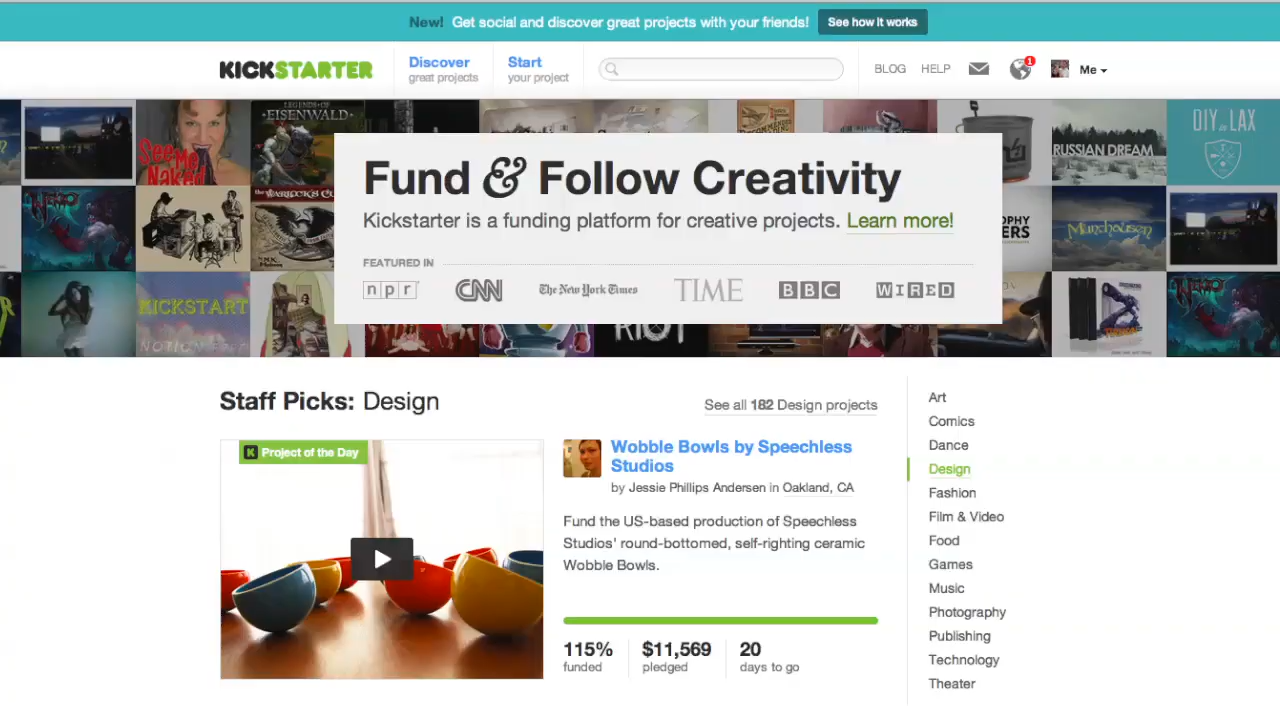 New! Get social and discover great projects with your friends! See how it works
KICKSTARTER
Discover
great projects
Start
your project
BLOG HELP
1
Me
See Me Naked
LEGENDS OF EISENWALD
RUSSIAN DREAM
DIY or LAX
Fund & Follow Creativity
Kickstarter is a funding platform for creative projects. Learn more!
FEATURED IN
npr CNN The New York Times TIME BBC WIRED
Munchausen
KICKSTART
RIOT
Staff Picks: Design
See all 182 Design projects
K Project of the Day
Wobble Bowls by Speechless
Studios
by Jessie Phillips Andersen in Oakland, CA
Fund the US-based production of Speechless
Studios' round-bottomed, self-righting ceramic
Wobble Bowls.
115%
funded
$11,569
pledged
20
days to go
Art
Comics
Dance
Design
Fashion
Film & Video
Food
Games
Music
Photography
Publishing
Technology
Theater